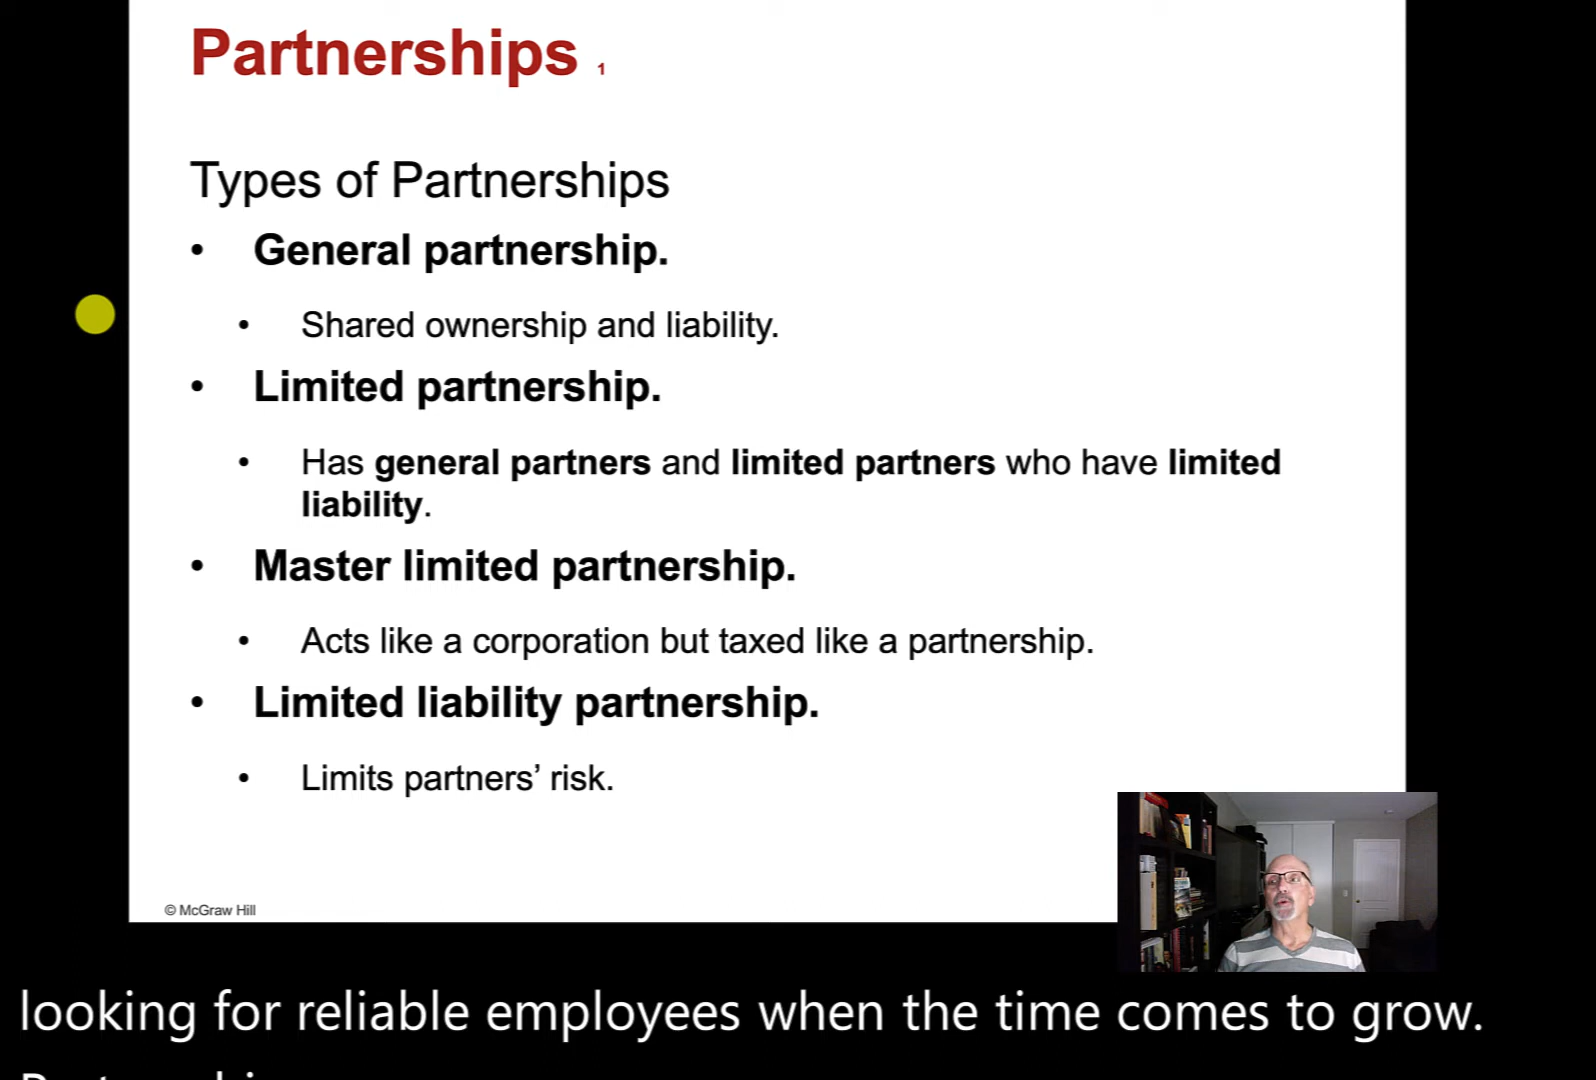 Partnerships 1
Types of Partnerships
• General partnership.
• Shared ownership and liability.
• Limited partnership.
• Has general partners and limited partners who have limited
liability.
• Master limited partnership.
• Acts like a corporation but taxed like a partnership.
• Limited liability partnership.
• Limits partners’ risk.
© McGraw Hill
looking for reliable employees when the time comes to grow.